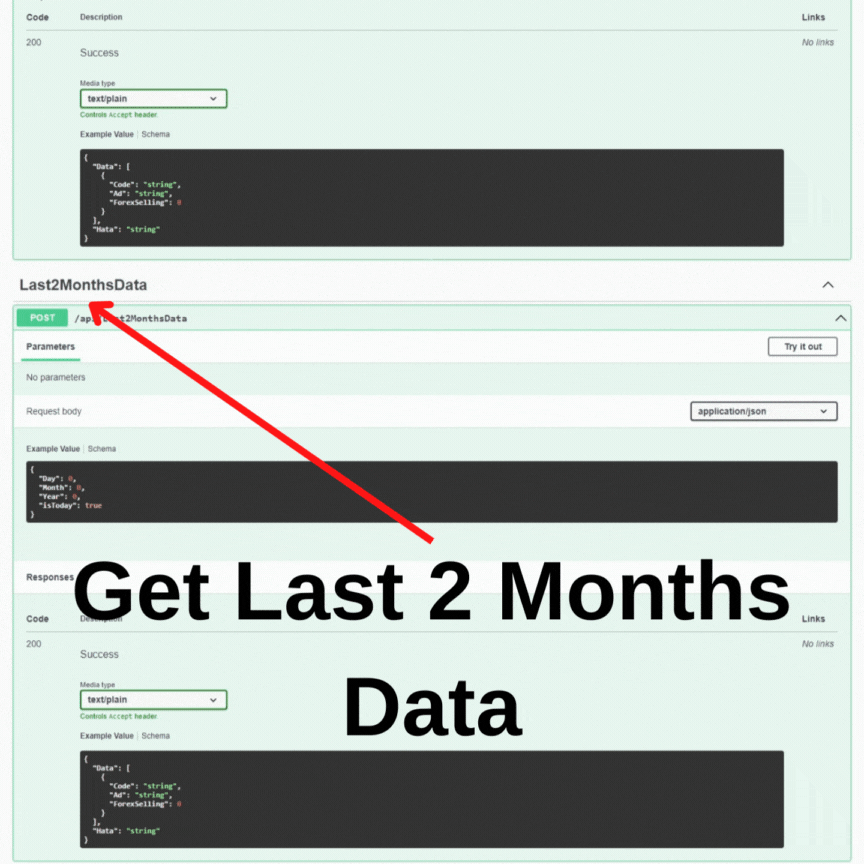 Code Description Links
200 Success No links
Media type
text/plain
Controls Accept header.
Example Value | Schema
{
"Data": [
{
"Code": "string",
"Ad": "string",
"ForexSelling": 0
}
],
"Hata": "string"
}
Last2MonthsData
POST /api/Last2MonthsData
Parameters Try it out
No parameters
Request body application/json
Example Value | Schema
{
"Day": 0,
"Month": 0,
"Year": 0,
"isToday": true
}
Get Last 2 Months
Data
Responses
Code Description Links
200 Success No links
Media type
text/plain
Controls Accept header
Example Value | Schema
{
"Data": [
{
"Code": "string",
"Ad": "string",
"ForexSelling": 0
}
],
"Hata": "string"
}